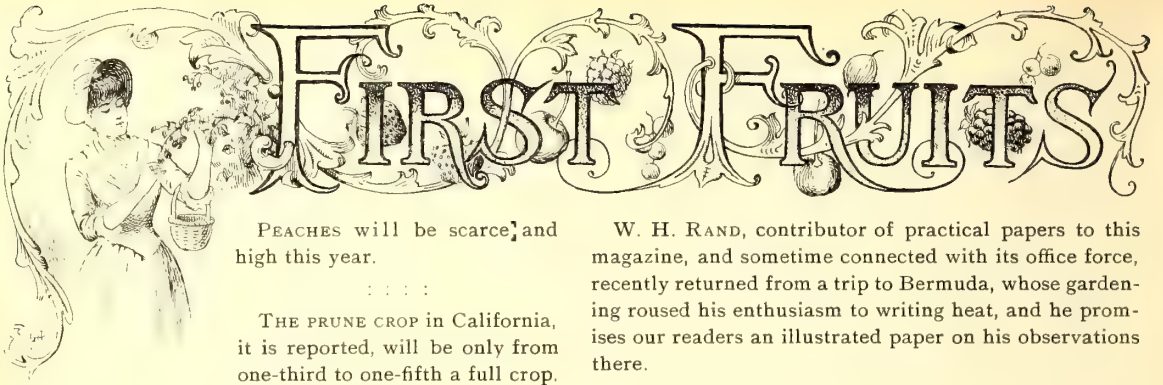 FIRST FRUITS
PEACHES will be scarce; and
high this year.
: : : :
THE PRUNE CROP in California,
it is reported, will be only from
one-third to one-fifth a full crop.
W. H. RAND, contributor of practical papers to this
magazine, and sometime connected with its office force,
recently returned from a trip to Bermuda, whose garden-
ing roused his enthusiasm to writing heat, and he prom-
ises our readers an illustrated paper on his observations
there.